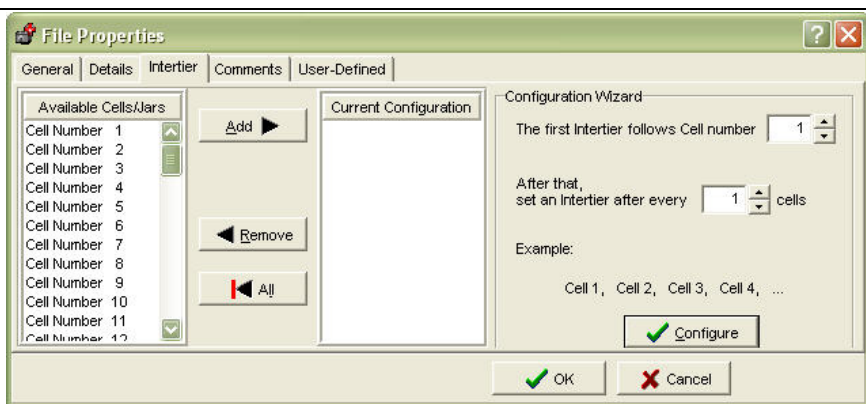 File Properties
General Details Intertier Comments User-Defined
Available Cells/Jars
Cell Number 1
Cell Number 2
Cell Number 3
Cell Number 4
Cell Number 5
Cell Number 6
Cell Number 7
Cell Number 8
Cell Number 9
Cell Number 10
Cell Number 11
Cell Number 12
Add
Remove
All
Current Configuration
Configuration Wizard
The first Intertier follows Cell number 1
After that,
set an Intertier after every 1 cells
Example:
Cell 1, Cell 2, Cell 3, Cell 4, ...
Configure
OK Cancel